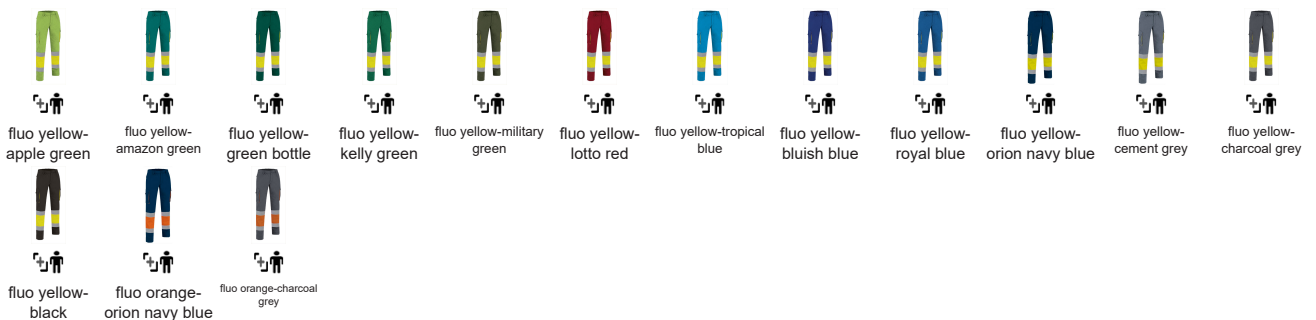 fluo yellow-
apple green
fluo yellow-
amazon green
fluo yellow-
green bottle
fluo yellow-
kelly green
fluo yellow-military
green
fluo yellow-
lotto red
fluo yellow-tropical
blue
fluo yellow-
bluish blue
fluo yellow-
royal blue
fluo yellow-
orion navy blue
fluo yellow-
cement grey
fluo yellow-
charcoal grey
fluo yellow-
black
fluo orange-
orion navy blue
fluo orange-charcoal
grey